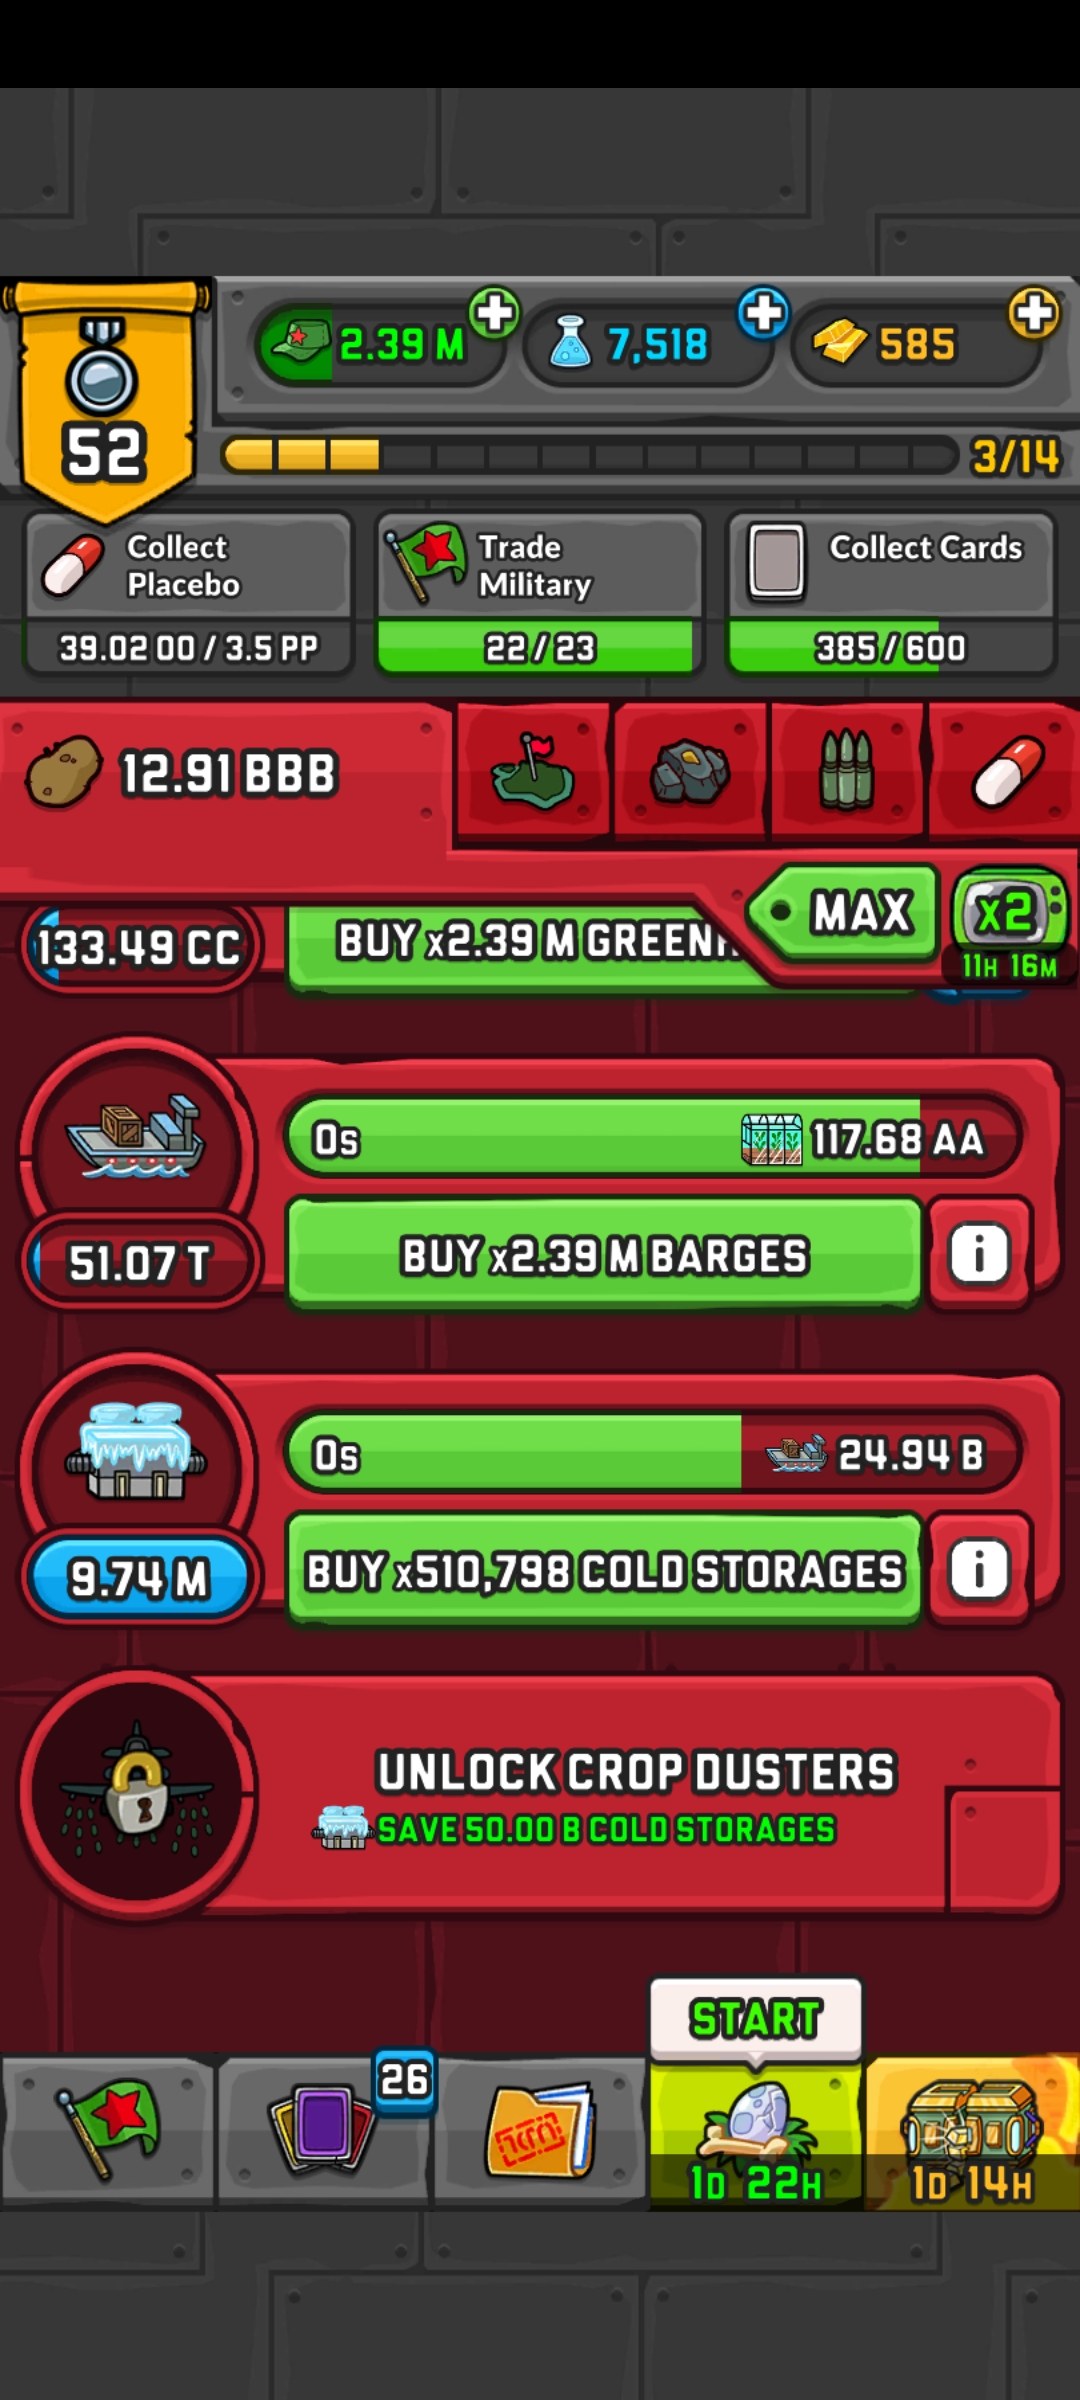 2.39 M
7,518
585
52
3/14
Collect
Placebo
39.02 OO / 3.5 PP
Trade
Military
22 / 23
Collect Cards
385 / 600
12.91 BBB
MAX
x2
11H 16M
133.49 CC
BUY x2.39 M
0s
117.68 AA
51.07 T
BUY x2.39 M BARGES
i
0s
24.94 B
9.74 M
BUY x510,798 COLD STORAGES
i
UNLOCK CROP DUSTERS
SAVE 50.00 B COLD STORAGES
START
26
1D 22H
1D 14H